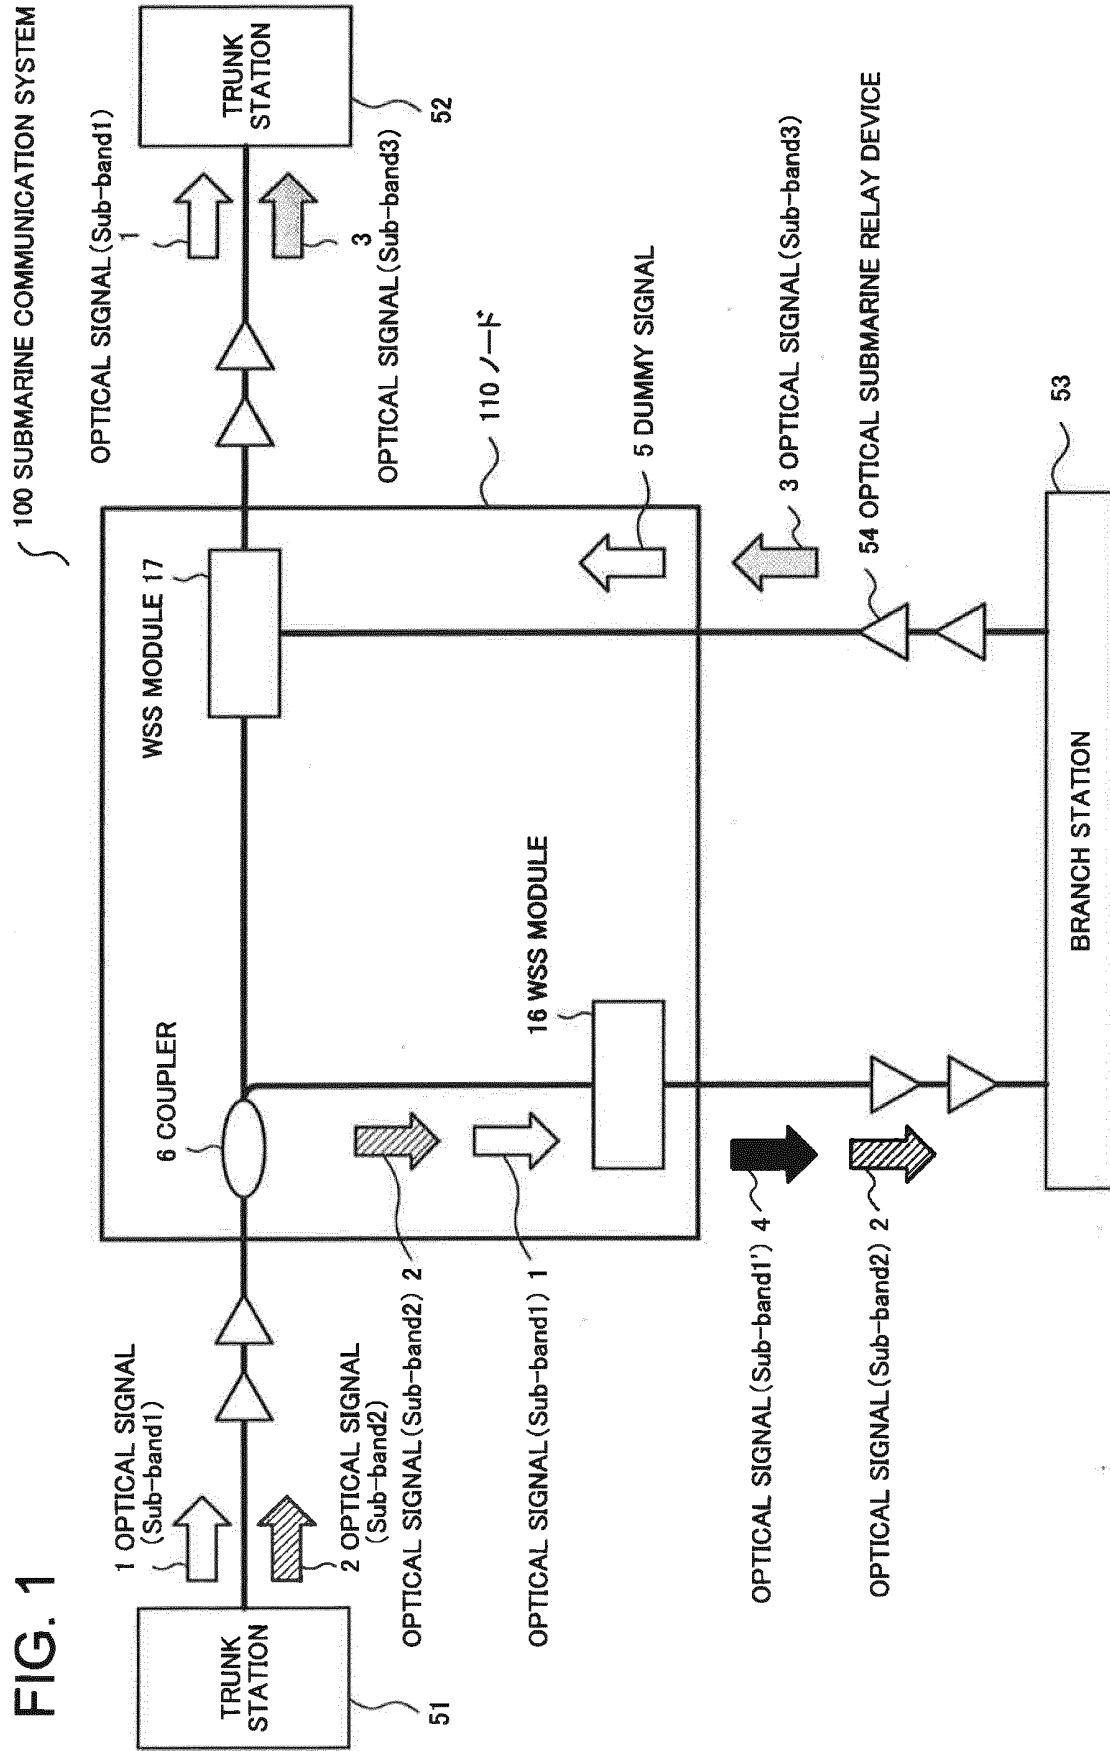 FIG. 1
100 SUBMARINE COMMUNICATION SYSTEM
1 OPTICAL SIGNAL
(Sub-band1)
OPTICAL SIGNAL(Sub-band1)
1
TRUNK
STATION
51
2 OPTICAL SIGNAL
(Sub-band2)
6 COUPLER
WSS MODULE 17
TRUNK
STATION
52
3
OPTICAL SIGNAL(Sub-band3)
110 ノード
OPTICAL SIGNAL(Sub-band2) 2
OPTICAL SIGNAL(Sub-band1) 1
16 WSS MODULE
5 DUMMY SIGNAL
3 OPTICAL SIGNAL(Sub-band3)
OPTICAL SIGNAL(Sub-band1') 4
OPTICAL SIGNAL(Sub-band2) 2
54 OPTICAL SUBMARINE RELAY DEVICE
53
BRANCH STATION